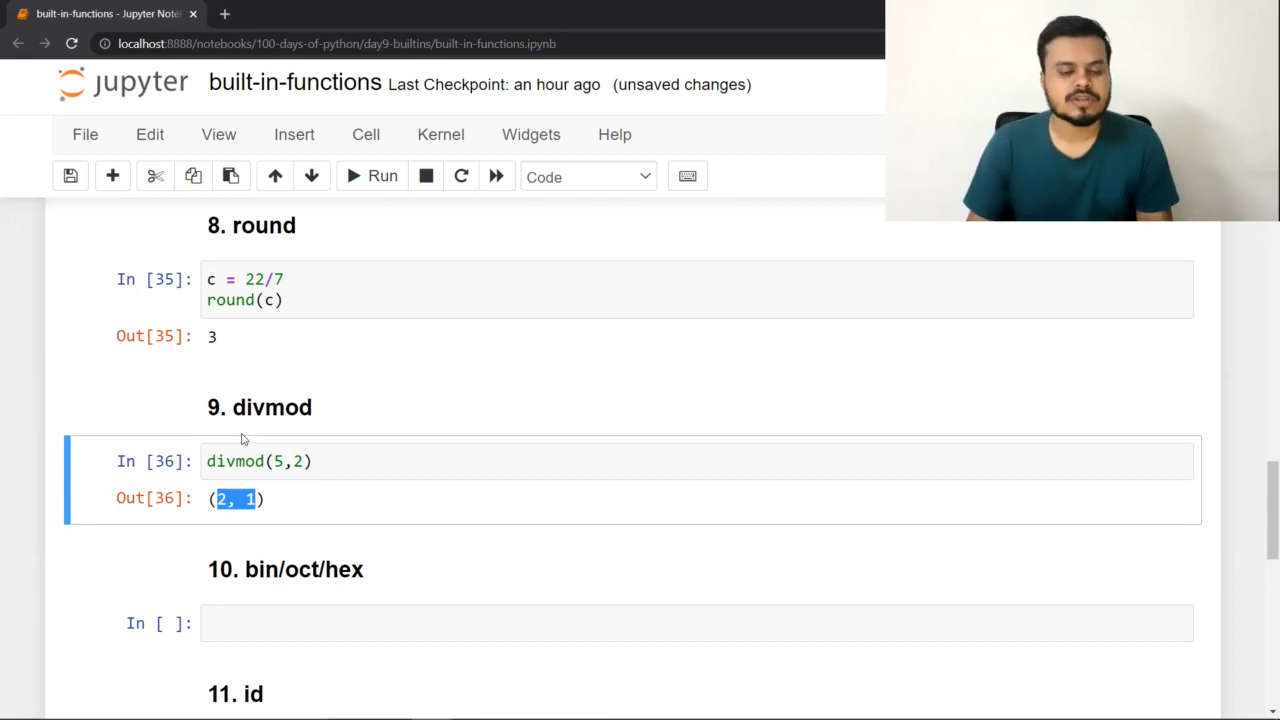 built-in-functions - Jupyter Not
localhost:8888/notebooks/100-days-of-python/day9-builtins/built-in-functions.ipynb
jupyter built-in-functions Last Checkpoint: an hour ago (unsaved changes)
File Edit View Insert Cell Kernel Widgets Help
Run Code
8. round
In [35]: c = 22/7
round(c)
Out[35]: 3
9. divmod
In [36]: divmod(5,2)
Out[36]: (2, 1)
10. bin/oct/hex
In [ ]:
11. id